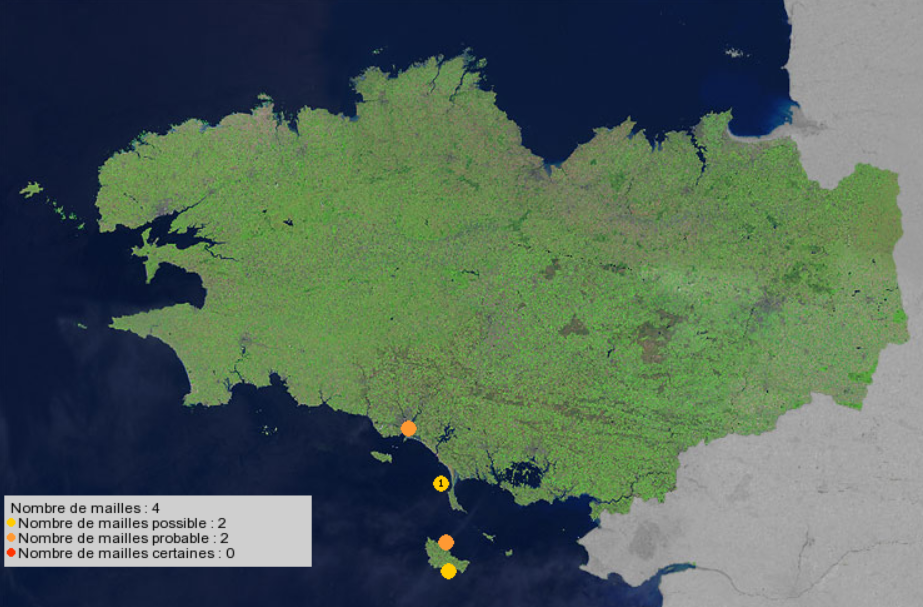 1
Nombre de mailles : 4
Nombre de mailles possible : 2
Nombre de mailles probable : 2
Nombre de mailles certaines : 0